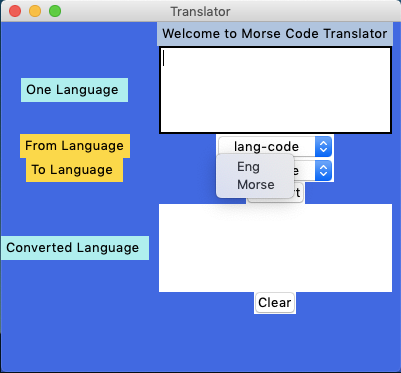 Translator
Welcome to Morse Code Translator
One Language
From Language
lang-code
To Language
Eng
Morse
Converted Language
Clear